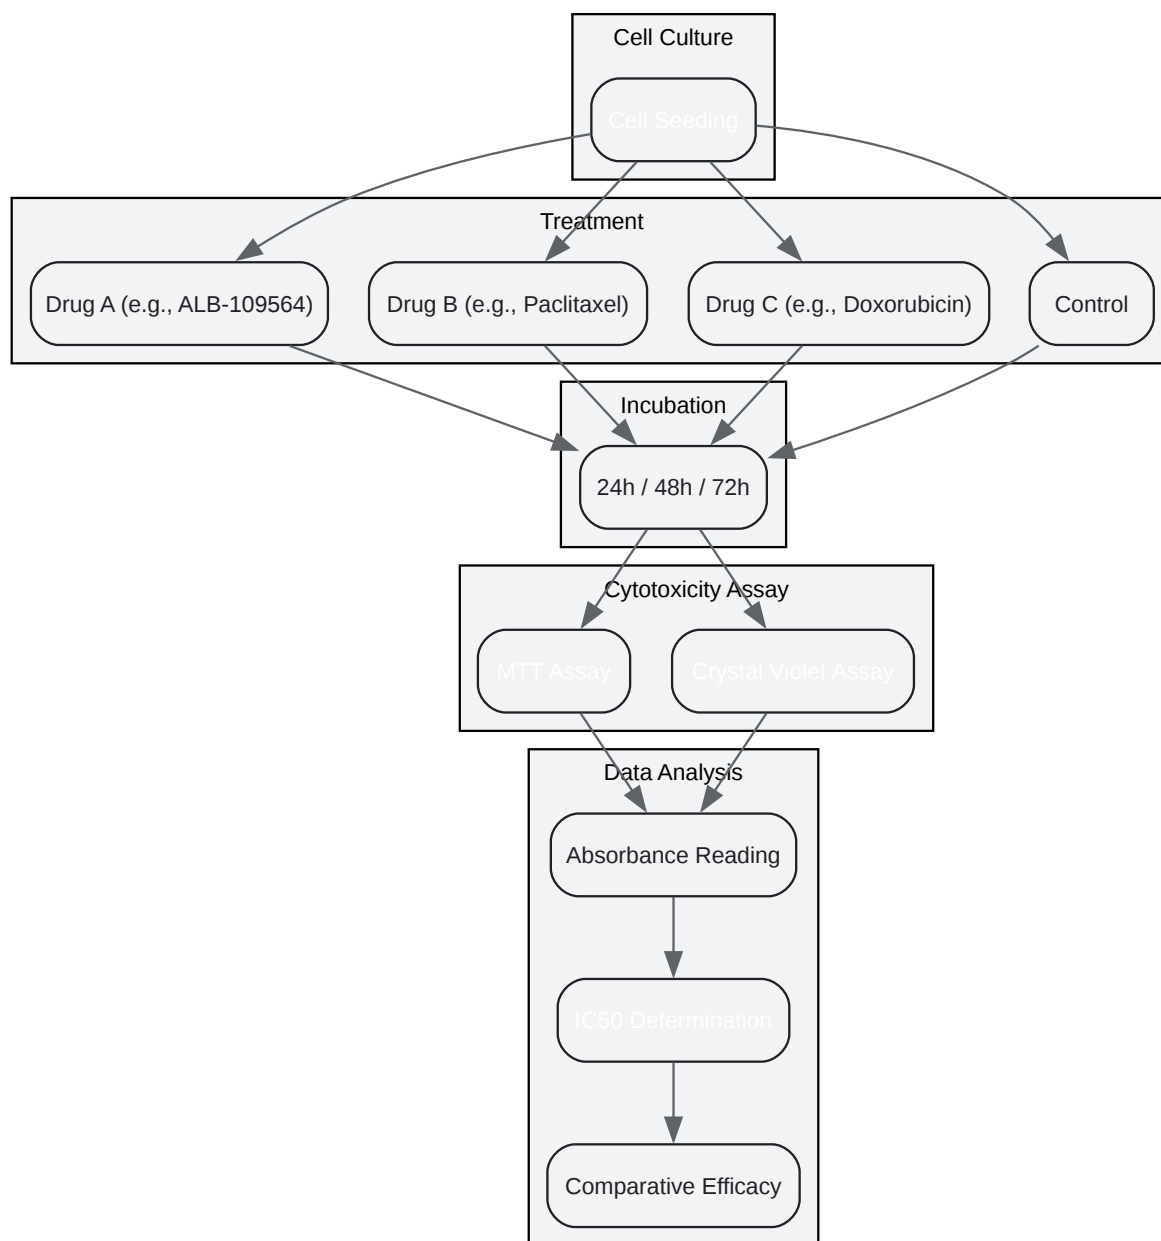 Cell Culture
Cell Seeding
Treatment
Drug A (e.g., ALB-109564)
Drug B (e.g., Paclitaxel)
Drug C (e.g., Doxorubicin)
Control
Incubation
24h / 48h / 72h
Cytotoxicity Assay
MTT Assay
Crystal Violet Assay
Data Analysis
Absorbance Reading
IC50 Determination
Comparative Efficacy